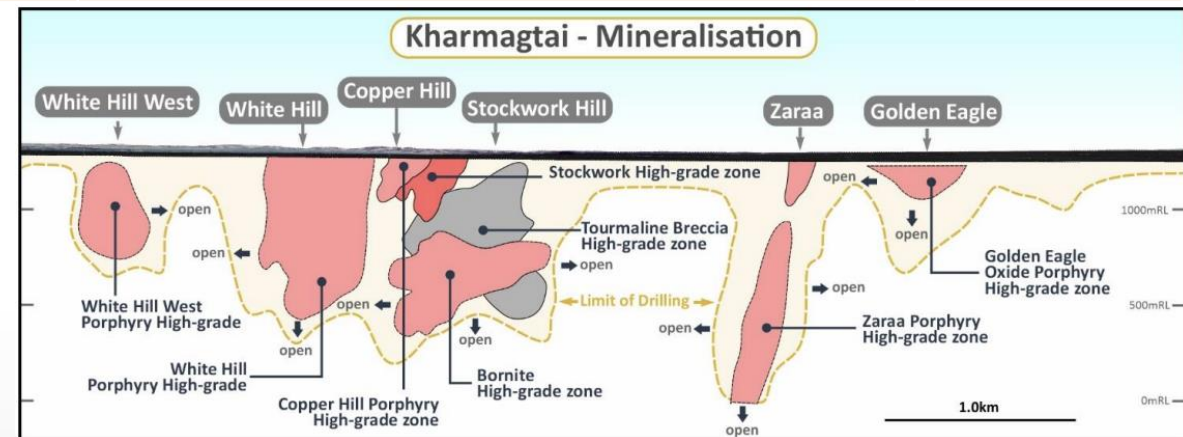 Kharmagtai - Mineralisation
White Hill West
White Hill
Copper Hill
Stockwork Hill
Zaraa
Golden Eagle
Stockwork High-grade zone
open
open
open
1000mRL
Tourmaline Breccia
High-grade zone
open
open
open
Golden Eagle
Oxide Porphyry
High-grade zone
White Hill West
Porphyry High-grade
open
Limit of Drilling
open
500mRL
open
Zaraa Porphyry
High-grade zone
open
open
White Hill
Porphyry High-grade
Bornite
High-grade zone
Copper Hill Porphyry
High-grade zone
1.0km
0mRL
open